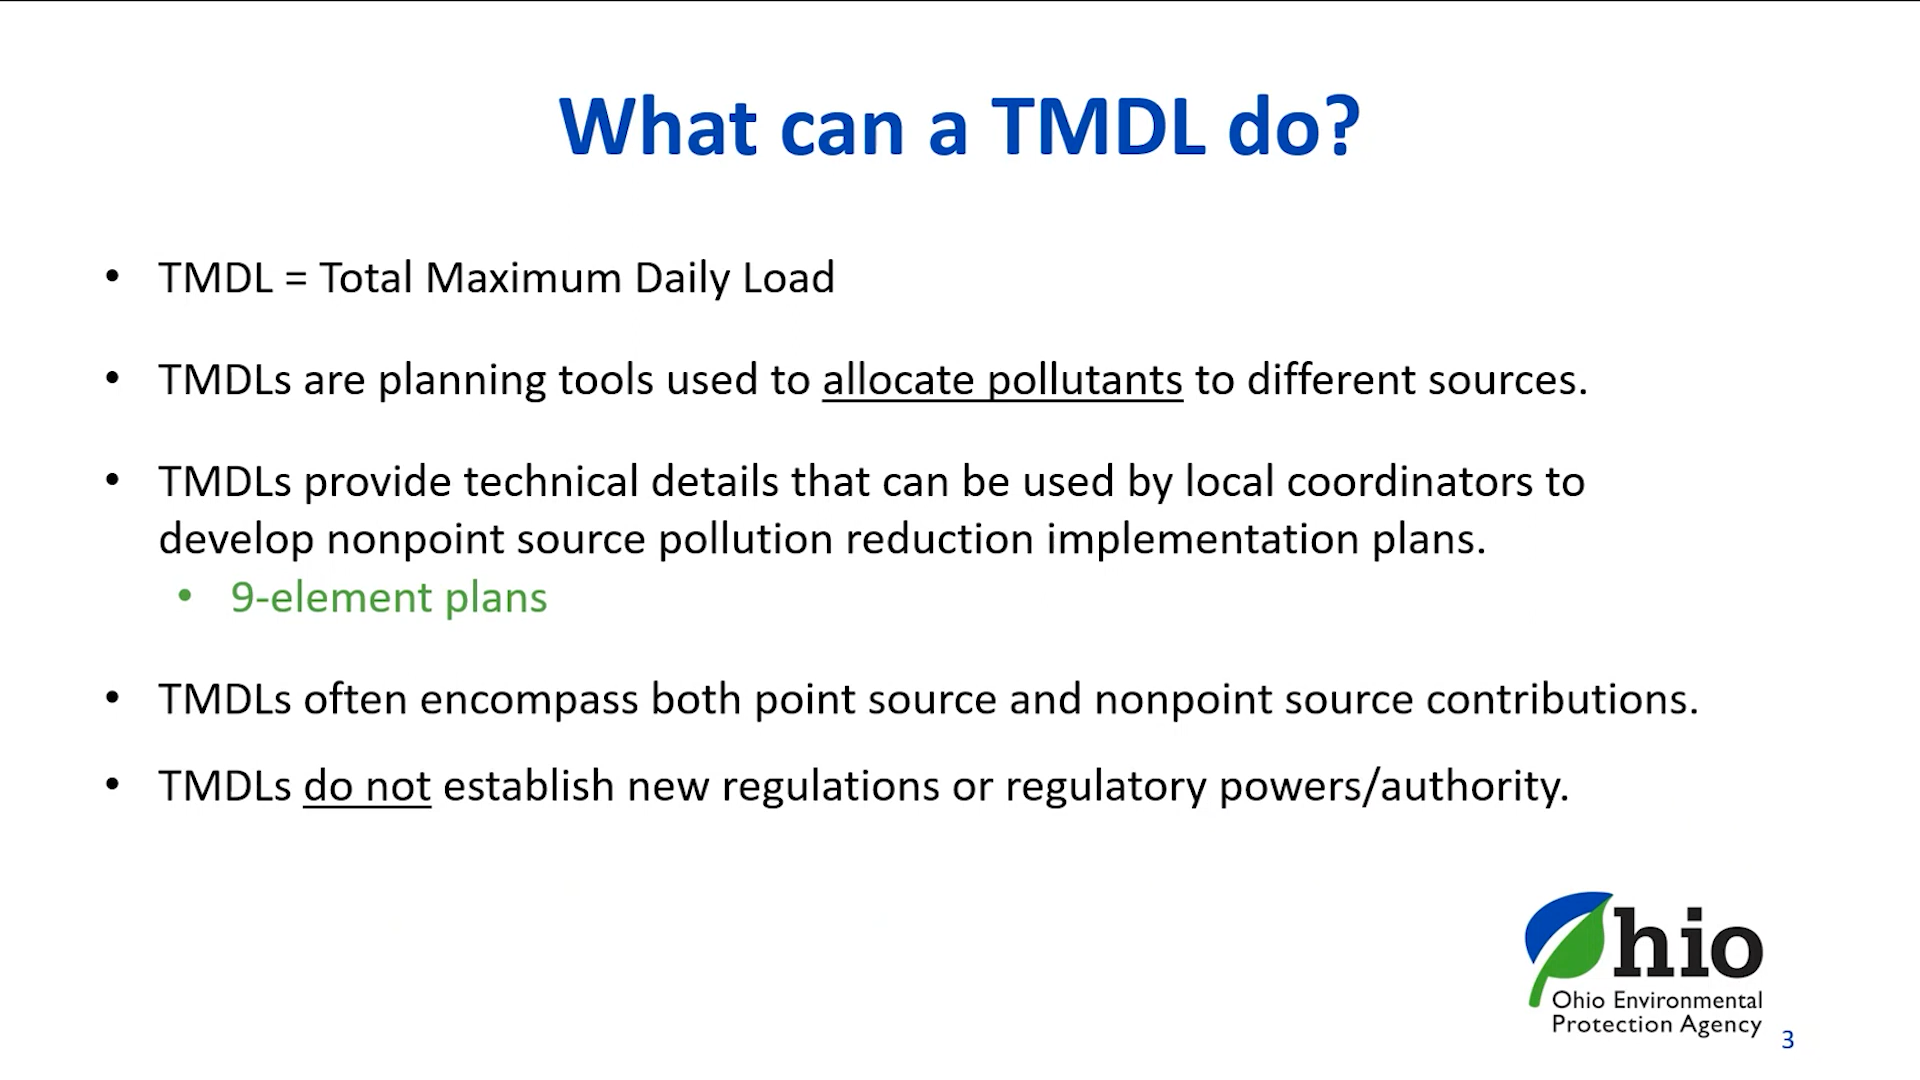 What can a TMDL do?
• TMDL = Total Maximum Daily Load
• TMDLs are planning tools used to allocate pollutants to different sources.
• TMDLs provide technical details that can be used by local coordinators to
develop nonpoint source pollution reduction implementation plans.
• 9-element plans
• TMDLs often encompass both point source and nonpoint source contributions.
• TMDLs do not establish new regulations or regulatory powers/authority.
Ohio
Ohio Environmental
Protection Agency
3